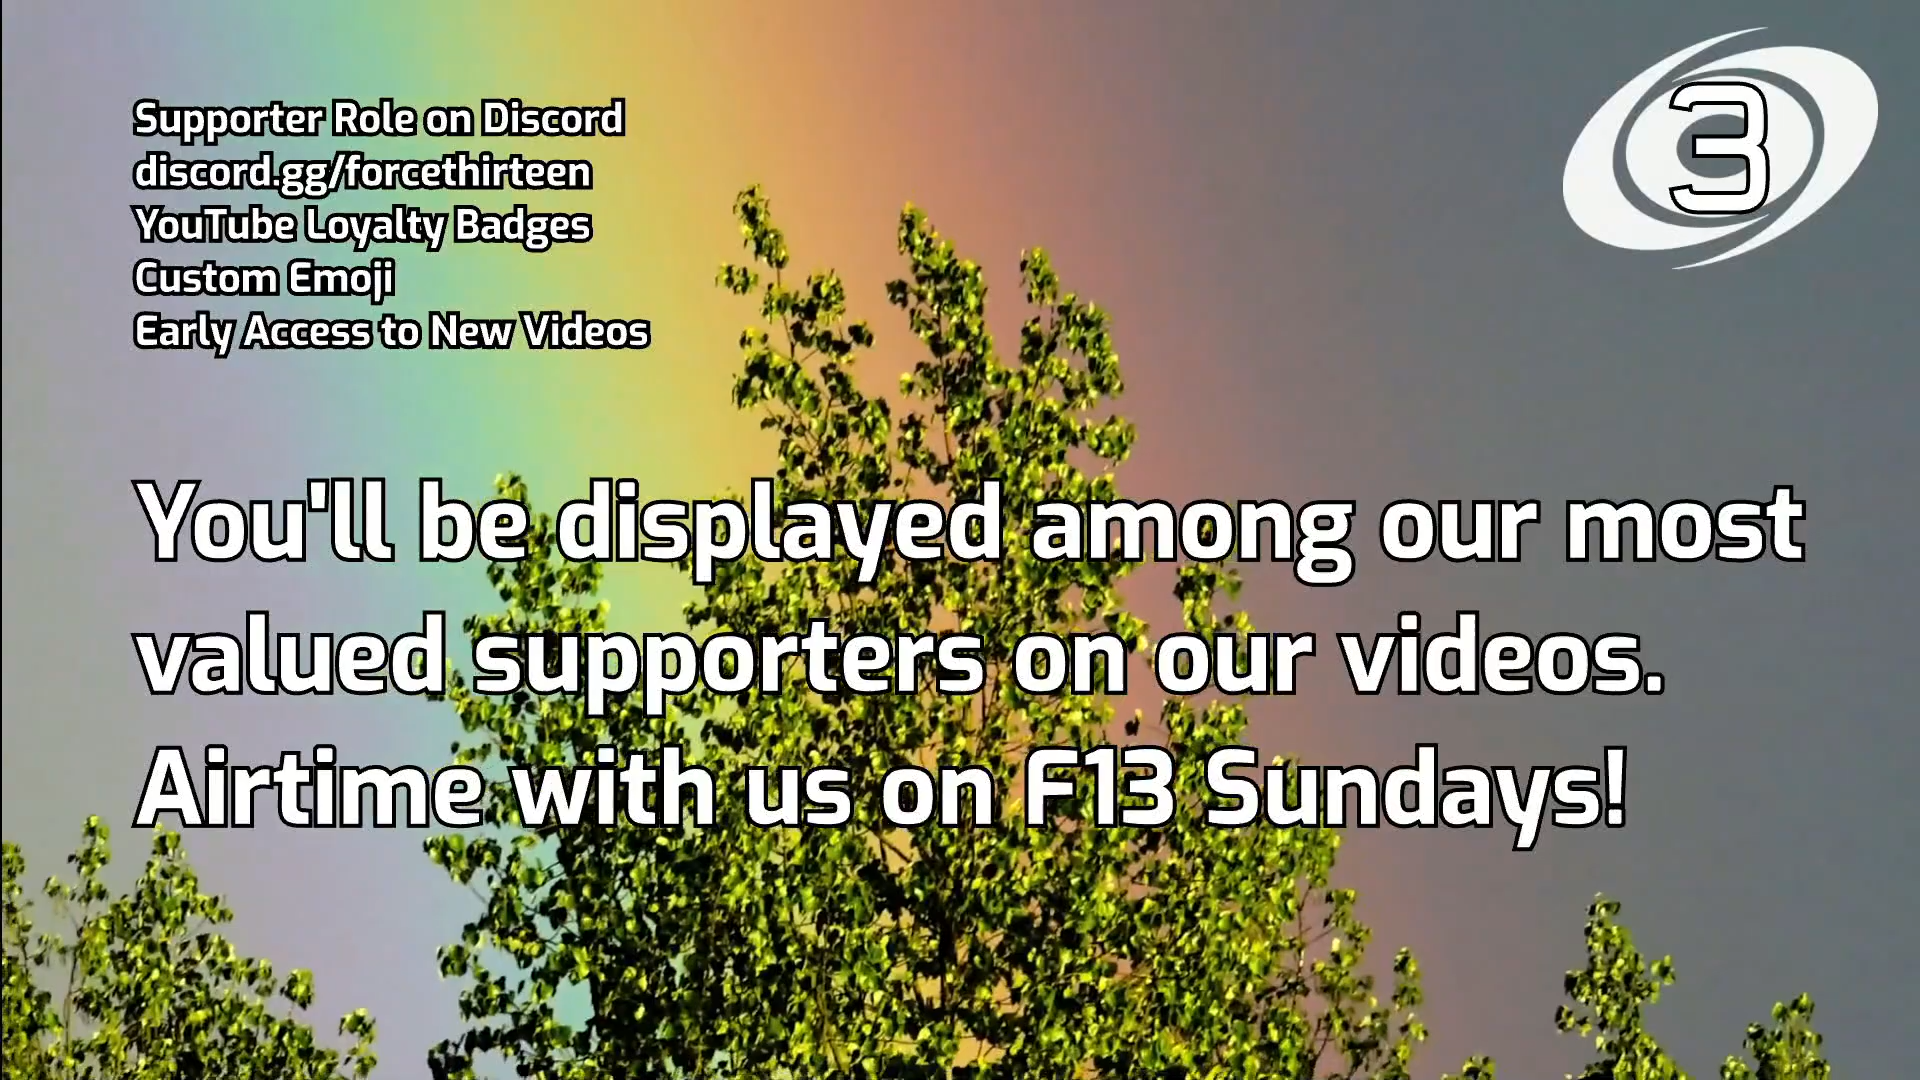 Supporter Role on Discord
discord.gg/forcethirteen
YouTube Loyalty Badges
Custom Emoji
Early Access to New Videos
3
You'll be displayed among our most
valued supporters on our videos.
Airtime with us on F13 Sundays!